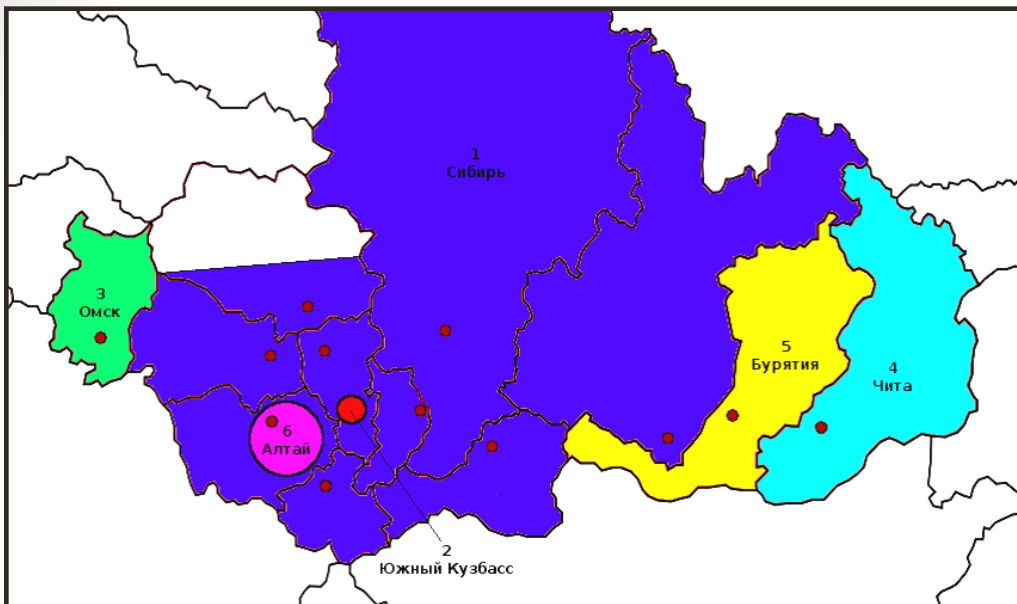 1
Сибирь
3
Омск
5
Бурятия
4
Чита
6
Алтай
2
Южный Кузбасс